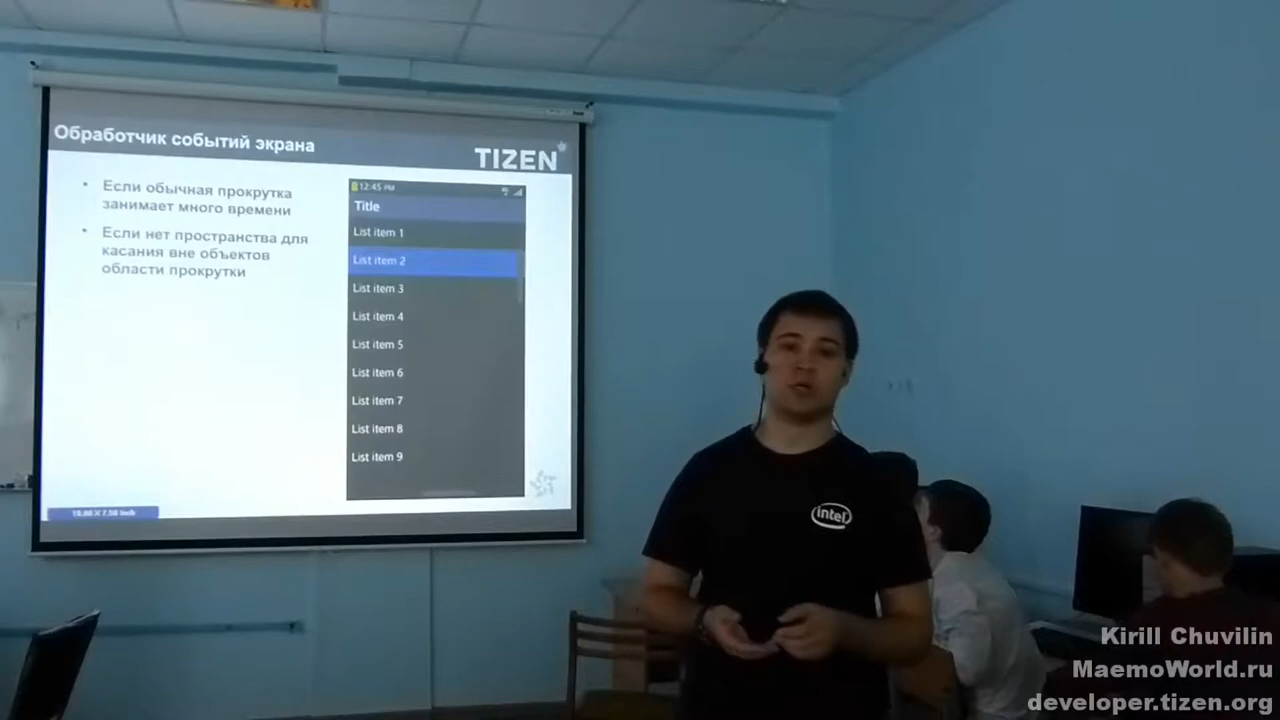 Обработчик событий экрана
TIZEN
Если обычная прокрутка
занимает много времени
Если нет пространства для
касания вне объектов
области прокрутки
12:45 PM
Title
List item 1
List item 2
List item 3
List item 4
List item 5
List item 6
List item 7
List item 8
List item 9
intel
Kirill Chuvilin
MaemoWorld.ru
developer.tizen.org